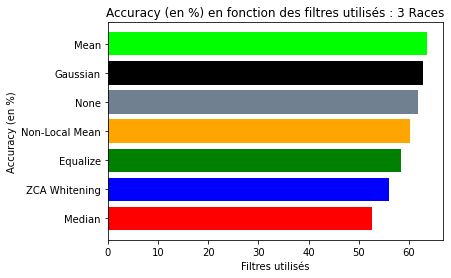 Accuracy (en %) en fonction des filtres utilisés : 3 Races
Accuracy (en %)
Mean
Gaussian
None
Non-Local Mean
Equalize
ZCA Whitening
Median
0 10 20 30 40 50 60
Filtres utilisés